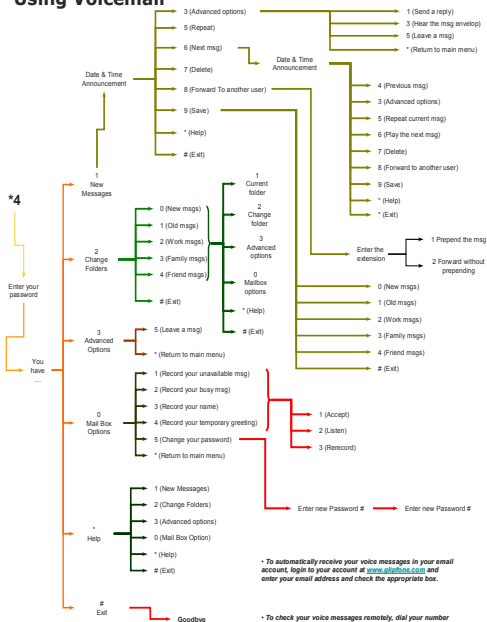 Using Voicemail
3 (Advanced options)
1 (Send a reply)
3 (Hear the msg envelop)
5 (Leave a msg)
* (Return to main menu)
5 (Repeat)
6 (Next msg)
Date & Time
Announcement
7 (Delete)
8 (Forward To another user)
9 (Save)
* (Help)
# (Exit)
Date & Time
Announcement
4 (Previous msg)
3 (Advanced options)
5 (Repeat current msg)
6 (Play the next msg)
7 (Delete)
8 (Forward to another user)
9 (Save)
* (Help)
* (Exit)
1
New
Messages
*4
Enter your
password
You
have
...
2
Change
Folders
0 (New msgs)
1 (Old msgs)
2 (Work msgs)
3 (Family msgs)
4 (Friend msgs)
# (Exit)
1
Current
folder
2
Change
folder
3
Advanced
options
0
Mailbox
options
* (Help)
# (Exit)
Enter the
extension
1 Prepend the msg
2 Forward without
prepending
0 (New msgs)
1 (Old msgs)
2 (Work msgs)
3 (Family msgs)
4 (Friend msgs)
# (Exit)
3
Advanced
Options
5 (Leave a msg)
* (Return to main menu)
0
Mail Box
Options
1 (Record your unavailable msg)
2 (Record your busy msg)
3 (Record your name)
4 (Record your temporary greeting)
5 (Change your password)
* (Return to main menu)
1 (Accept)
2 (Listen)
3 (Rerecord)
Enter new Password #
Enter new Password #
*
Help
1 (New Messages)
2 (Change Folders)
3 (Advanced options)
0 (Mail Box Option)
* (Help)
# (Exit)
#
Exit
Goodbye
• To automatically receive your voice messages in your email
account, login to your account at www.glipfone.com and
enter your email address and check the appropriate box.
• To check your voice messages remotely, dial your number